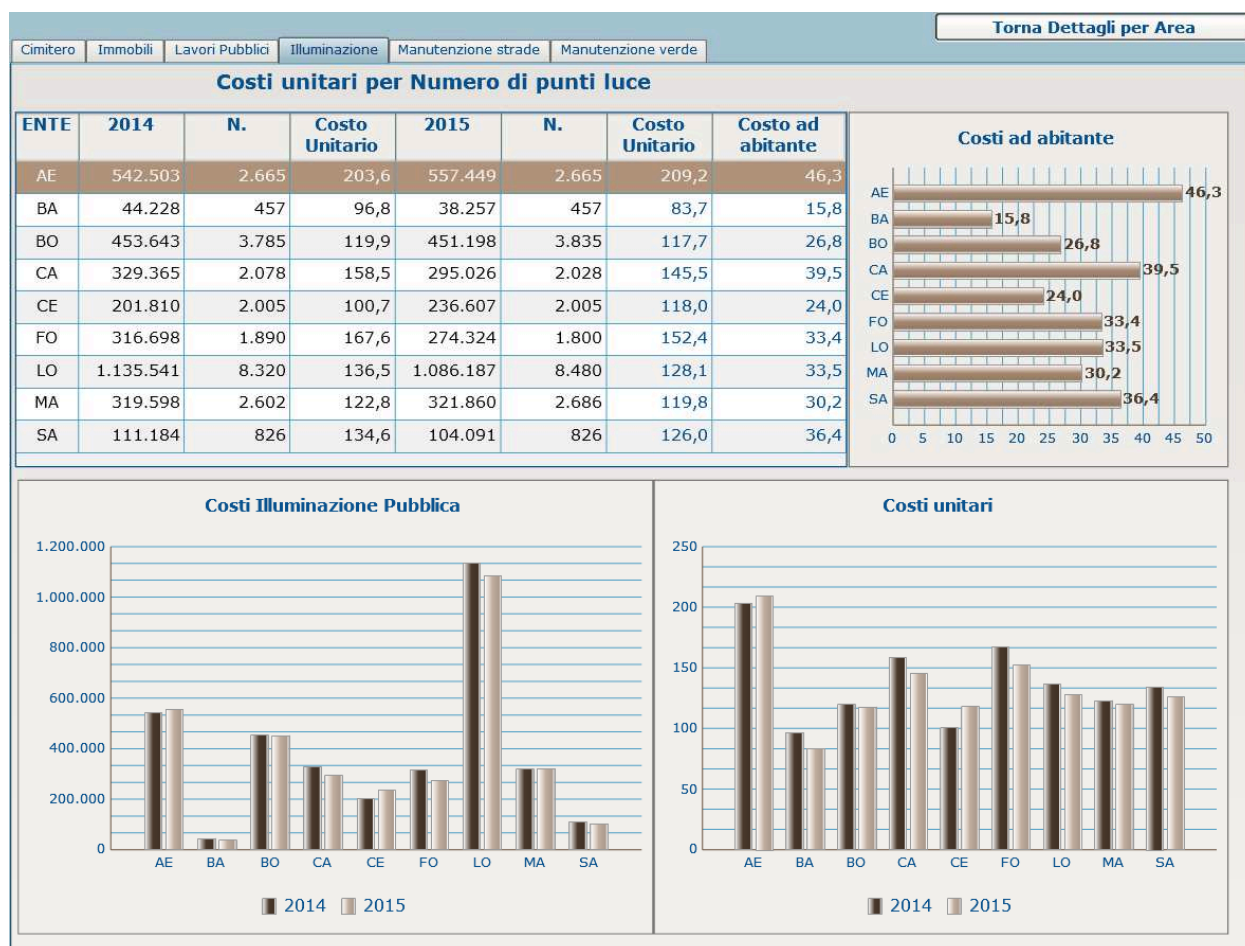 Torna Dettagli per Area
Cimitero Immobili Lavori Pubblici Illuminazione Manutenzione strade Manutenzione verde
Costi unitari per Numero di punti luce
ENTE 2014 N. Costo Unitario 2015 N. Costo Unitario Costo ad abitante
AE 542.503 2.665 203,6 557.449 2.665 209,2 46,3
BA 44.228 457 96,8 38.257 457 83,7 15,8
BO 453.643 3.785 119,9 451.198 3.835 117,7 26,8
CA 329.365 2.078 158,5 295.026 2.028 145,5 39,5
CE 201.810 2.005 100,7 236.607 2.005 118,0 24,0
FO 316.698 1.890 167,6 274.324 1.800 152,4 33,4
LO 1.135.541 8.320 136,5 1.086.187 8.480 128,1 33,5
MA 319.598 2.602 122,8 321.860 2.686 119,8 30,2
SA 111.184 826 134,6 104.091 826 126,0 36,4
Costi ad abitante
AE 46,3
BA 15,8
BO 26,8
CA 39,5
CE 24,0
FO 33,4
LO 33,5
MA 30,2
SA 36,4
0 5 10 15 20 25 30 35 40 45 50
Costi Illuminazione Pubblica
1.200.000
1.000.000
800.000
600.000
400.000
200.000
0
AE BA BO CA CE FO LO MA SA
2014 2015
Costi unitari
250
200
150
100
50
0
AE BA BO CA CE FO LO MA SA
2014 2015